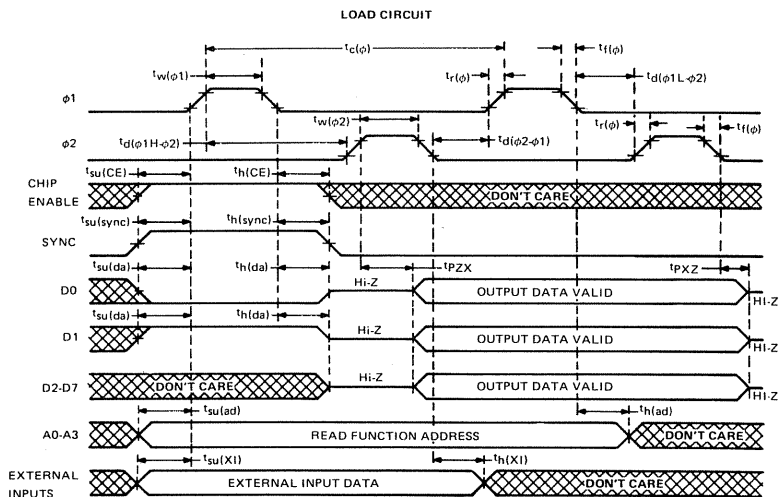 LOAD CIRCUIT
tc(ϕ)
tf(ϕ)
tw(ϕ1)
tr(ϕ)
td(ϕ1L-ϕ2)
ϕ1
tw(ϕ2)
tr(ϕ)
tf(ϕ)
td(ϕ1H-ϕ2)
td(ϕ2-ϕ1)
ϕ2
tsu(CE)
th(CE)
CHIP
ENABLE
DON'T CARE
tsu(sync)
th(sync)
SYNC
tsu(da)
th(da)
tPZX
tPXZ
D0
Hi-Z
OUTPUT DATA VALID
HI-Z
tsu(da)
th(da)
D1
Hi-Z
OUTPUT DATA VALID
HI-Z
D2-D7
DON'T CARE
Hi-Z
OUTPUT DATA VALID
HI-Z
tsu(ad)
th(ad)
A0-A3
READ FUNCTION ADDRESS
DON'T CARE
tsu(XI)
th(XI)
EXTERNAL
INPUTS
EXTERNAL INPUT DATA
DON'T CARE